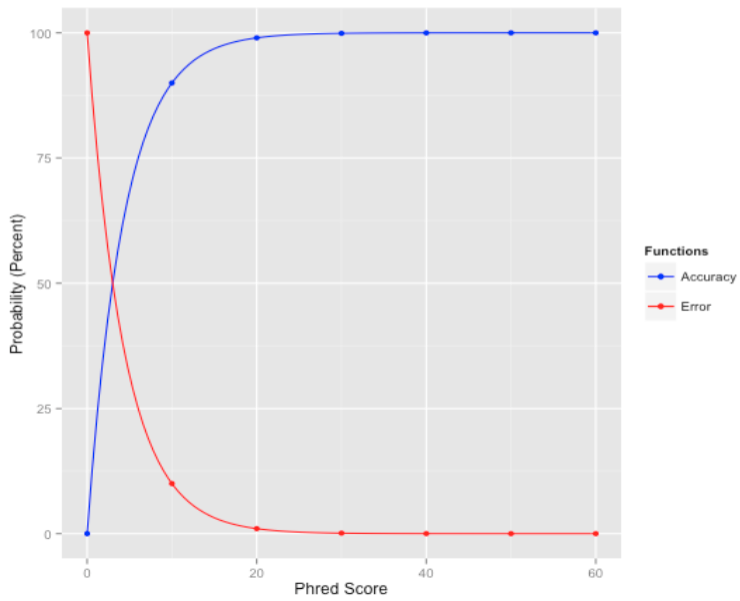 100
75
50
25
0
Probability (Percent)
0 20 40 60
Phred Score
Functions
Accuracy
Error